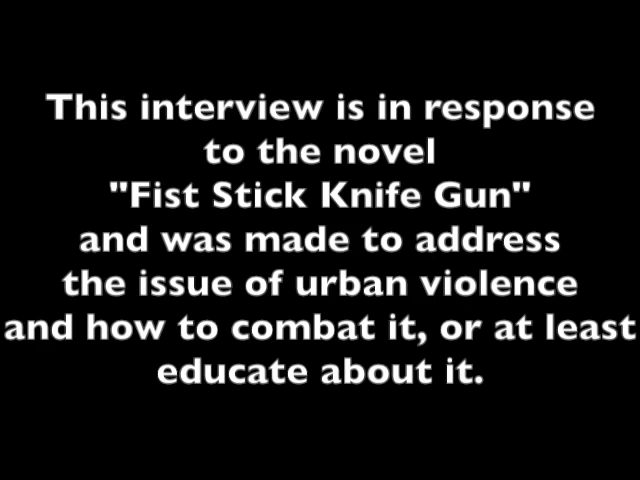 This interview is in response
to the novel
"Fist Stick Knife Gun"
and was made to address
the issue of urban violence
and how to combat it, or at least
educate about it.